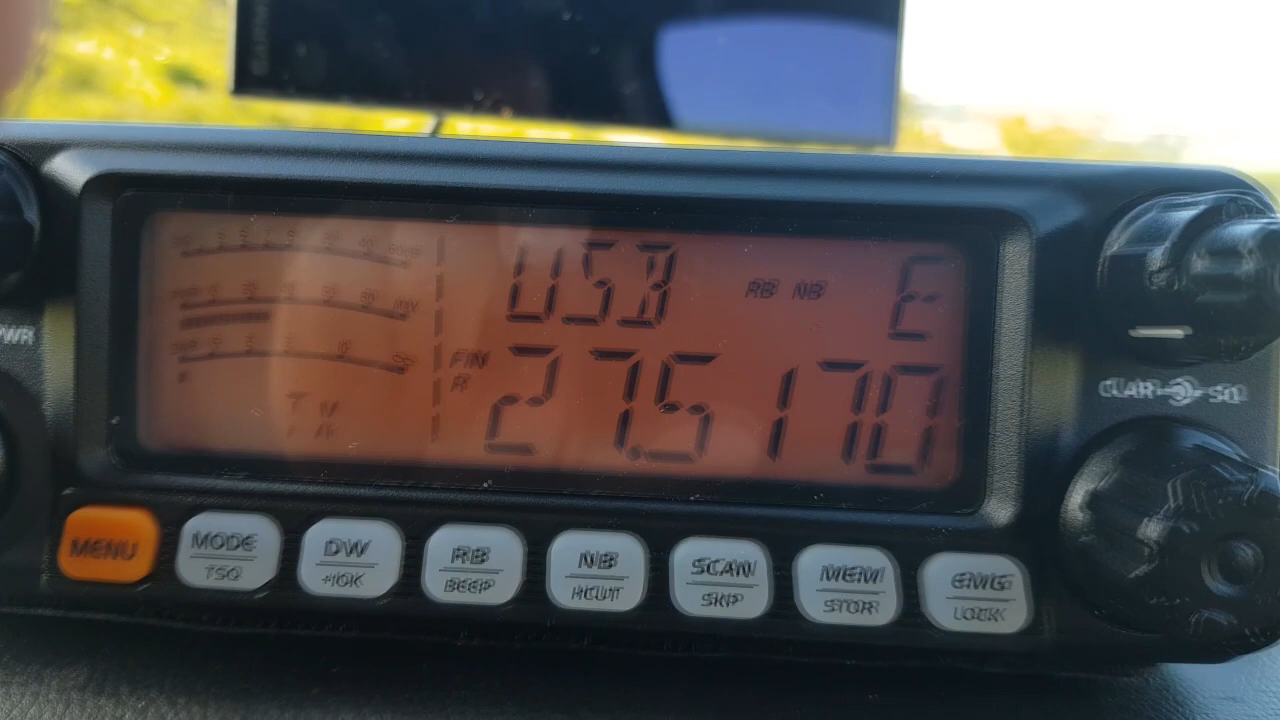 USB RB NB E
FIN
R
27.5170
PWR
CLAR SQ
MENU
MODE
TSQ
DW
+10K
RB
BEEP
NB
HCUT
SCAN
SKIP
MEM
STOR
EMG
LOCK